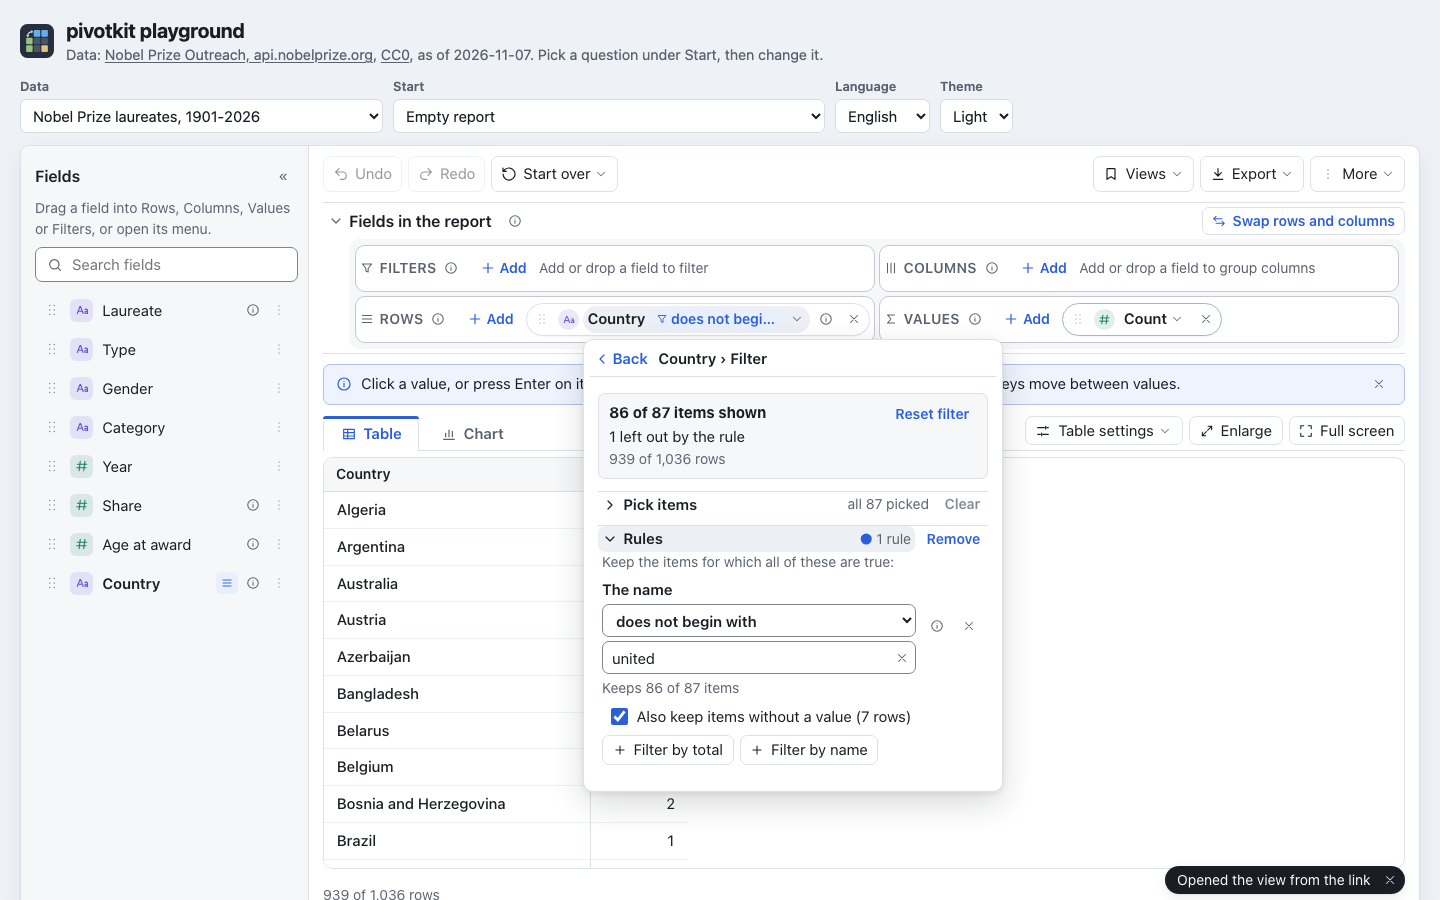 pivotkit playground
Data: Nobel Prize Outreach, api.nobelprize.org, CC0, as of 2026-11-07. Pick a question under Start, then change it.
Data
Start
Language
Theme
Nobel Prize laureates, 1901-2026
Empty report
English
Light
Fields
«
Drag a field into Rows, Columns, Values
or Filters, or open its menu.
Search fields
Aa Laureate
Aa Type
Aa Gender
Aa Category
# Year
# Share
# Age at award
Aa Country
Undo
Redo
Start over
Views
Export
More
Fields in the report
Swap rows and columns
FILTERS
+ Add
Add or drop a field to filter
COLUMNS
+ Add
Add or drop a field to group columns
ROWS
+ Add
Aa Country does not begi...
Σ VALUES
+ Add
# Count
Click a value, or press Enter on it
eys move between values.
Table
Chart
Table settings
Enlarge
Full screen
Country
Algeria
Argentina
Australia
Austria
Azerbaijan
Bangladesh
Belarus
Belgium
Bosnia and Herzegovina 2
Brazil 1
939 of 1,036 rows
Back
Country › Filter
86 of 87 items shown
Reset filter
1 left out by the rule
939 of 1,036 rows
Pick items
all 87 picked
Clear
Rules
1 rule
Remove
Keep the items for which all of these are true:
The name
does not begin with
united
Keeps 86 of 87 items
Also keep items without a value (7 rows)
+ Filter by total
+ Filter by name
Opened the view from the link